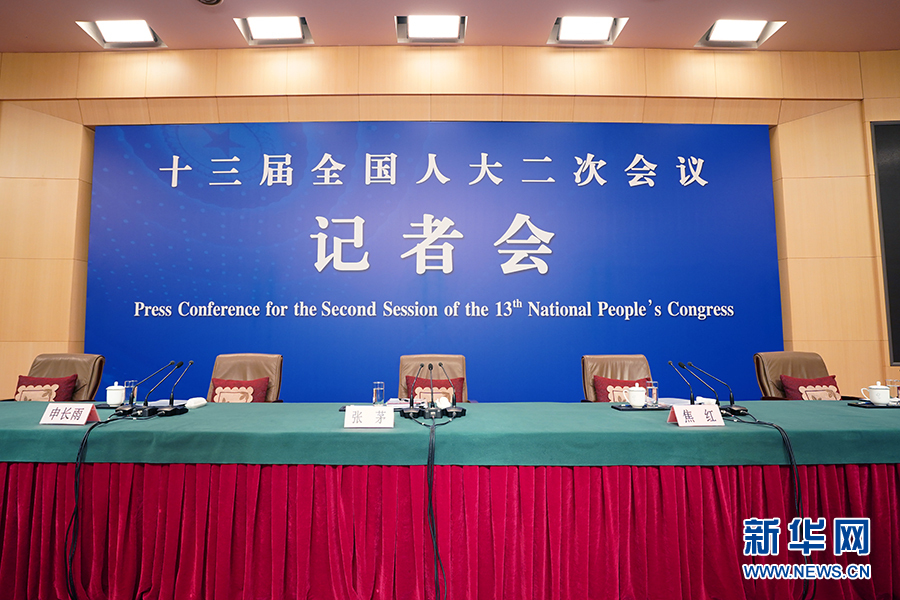 十三届全国人大二次会议
记者会
Press Conference for the Second Session of the 13th National People's Congress
申长雨
张茅
焦红
新华网
WWW.NEWS.CN